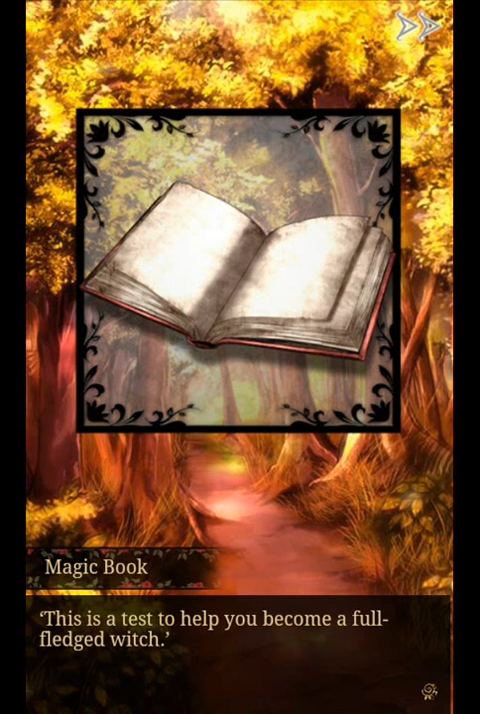 Magic Book
‘This is a test to help you become a full-
fledged witch.’